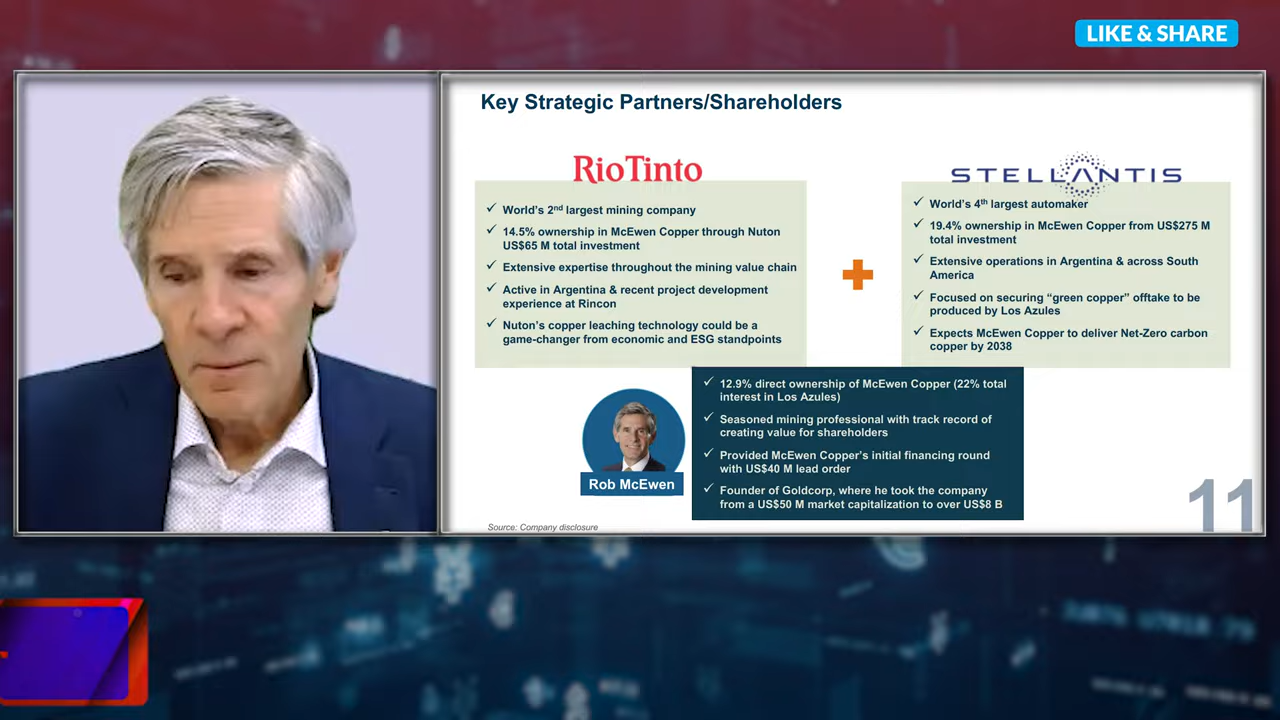 LIKE & SHARE
Key Strategic Partners/Shareholders
RioTinto
✓ World's 2nd largest mining company
✓ 14.5% ownership in McEwen Copper through Nuton
US$65 M total investment
✓ Extensive expertise throughout the mining value chain
✓ Active in Argentina & recent project development
experience at Rincon
✓ Nuton's copper leaching technology could be a
game-changer from economic and ESG standpoints
STELLANTIS
✓ World's 4th largest automaker
✓ 19.4% ownership in McEwen Copper from US$275 M
total investment
✓ Extensive operations in Argentina & across South
America
✓ Focused on securing "green copper" offtake to be
produced by Los Azules
✓ Expects McEwen Copper to deliver Net-Zero carbon
copper by 2038
Rob McEwen
✓ 12.9% direct ownership of McEwen Copper (22% total
interest in Los Azules)
✓ Seasoned mining professional with track record of
creating value for shareholders
✓ Provided McEwen Copper's initial financing round
with US$40 M lead order
✓ Founder of Goldcorp, where he took the company
from a US$50 M market capitalization to over US$8 B
Source: Company disclosure
11